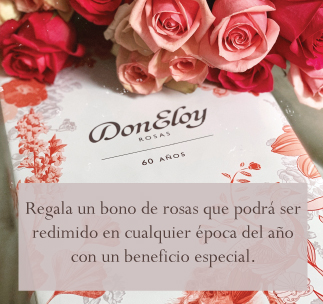 DonEloy
ROSAS
60 AÑOS
Regala un bono de rosas que podrá ser
redimido en cualquier época del año
con un beneficio especial.